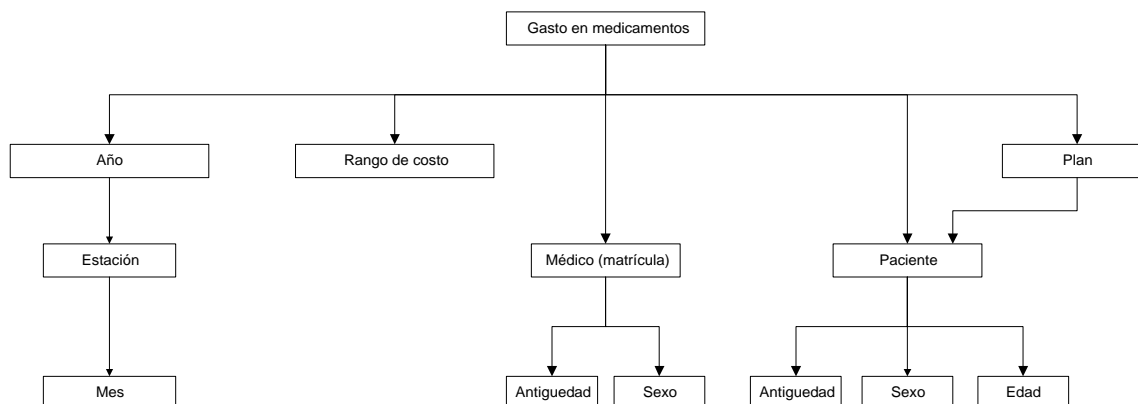 Gasto en medicamentos
Año
Rango de costo
Plan
Estación
Médico (matrícula)
Paciente
Mes
Antiguedad
Sexo
Antiguedad
Sexo
Edad